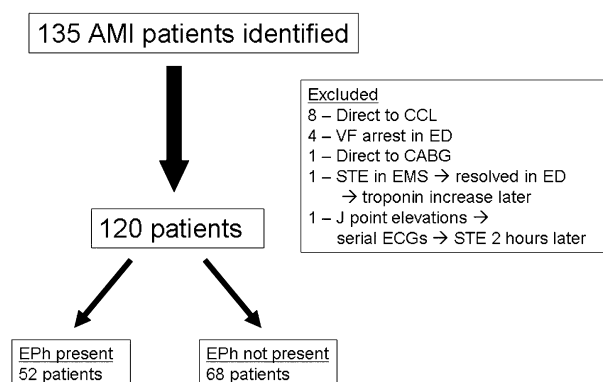 135 AMI patients identified
Excluded
8 – Direct to CCL
4 – VF arrest in ED
1 – Direct to CABG
1 – STE in EMS → resolved in ED
→ troponin increase later
1 – J point elevations →
serial ECGs → STE 2 hours later
120 patients
EPh present
52 patients
EPh not present
68 patients